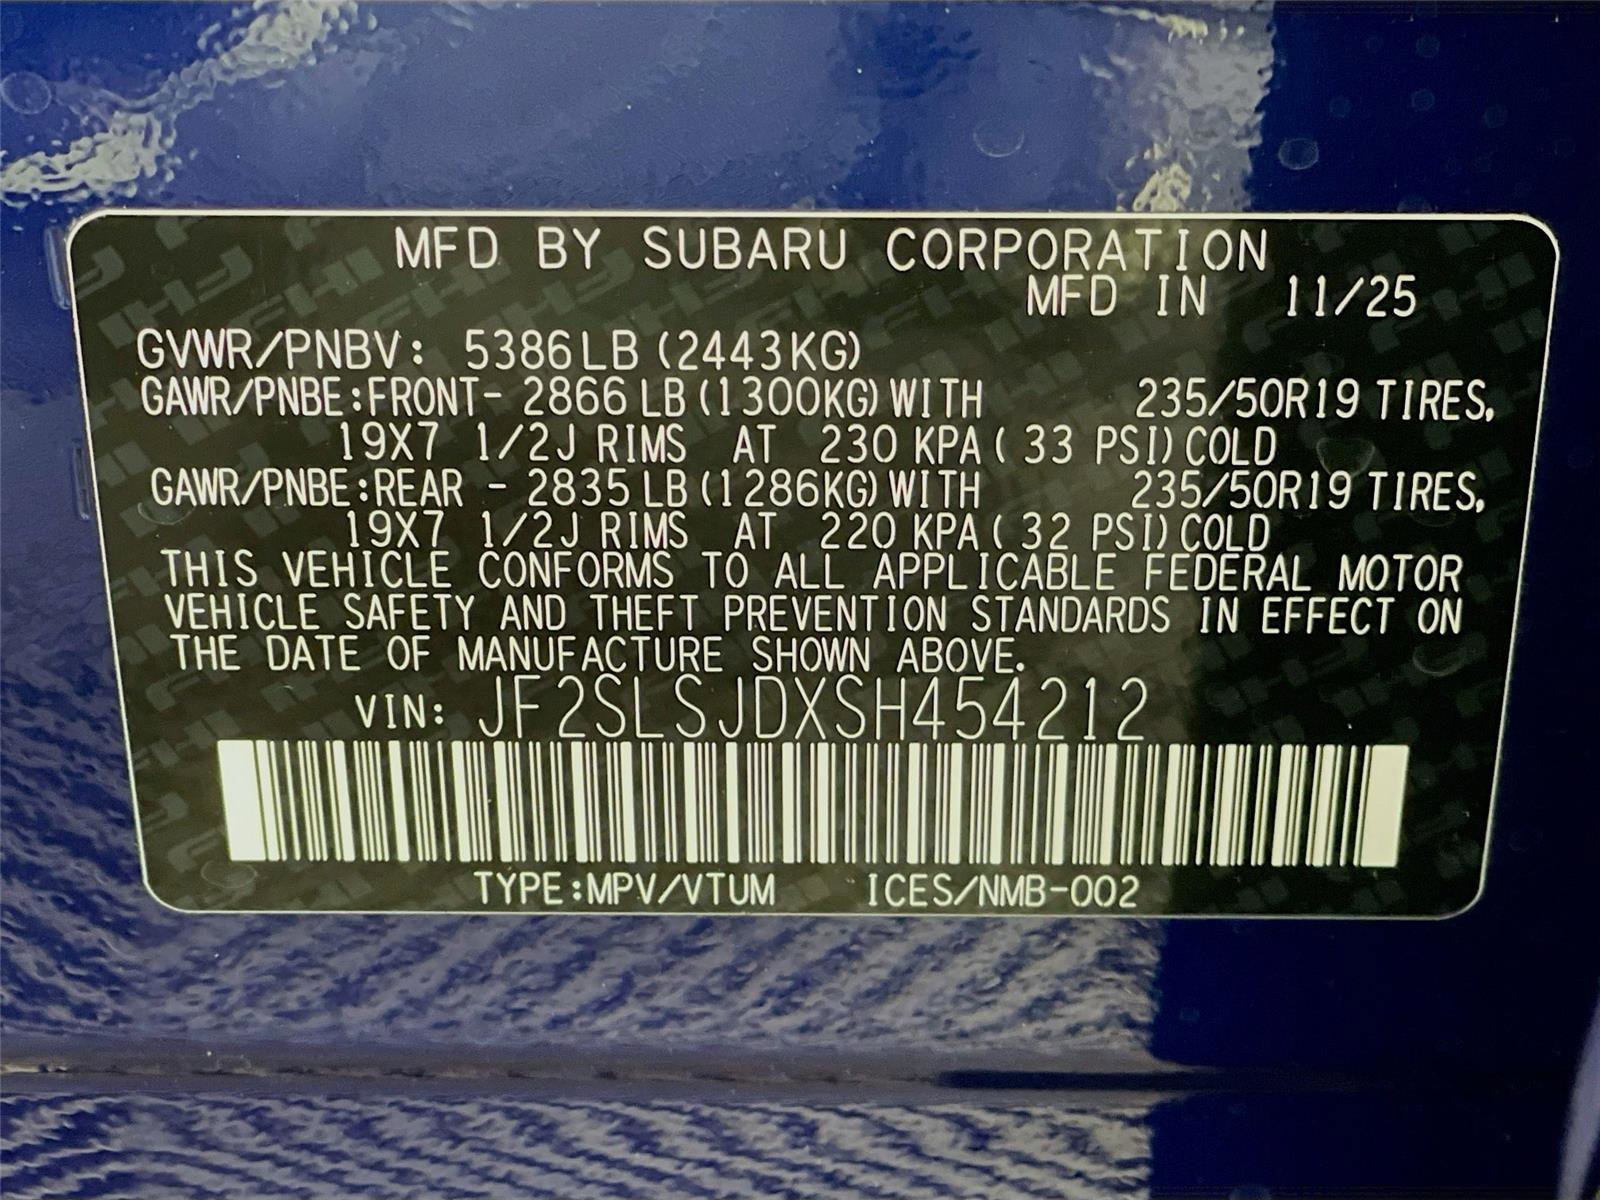 MFD BY SUBARU CORPORATION
MFD IN 11/25
GVWR/PNBV: 5386LB (2443KG)
GAWR/PNBE:FRONT- 2866 LB (1300KG) WITH 235/50R19 TIRES,
19X7 1/2J RIMS AT 230 KPA ( 33 PSI) COLD
GAWR/PNBE:REAR - 2835 LB (1286KG) WITH 235/50R19 TIRES,
19X7 1/2J RIMS AT 220 KPA ( 32 PSI) COLD
THIS VEHICLE CONFORMS TO ALL APPLICABLE FEDERAL MOTOR
VEHICLE SAFETY AND THEFT PREVENTION STANDARDS IN EFFECT ON
THE DATE OF MANUFACTURE SHOWN ABOVE.
VIN: JF2SLSJDXSH454212
TYPE:MPV/VTUM ICES/NMB-002